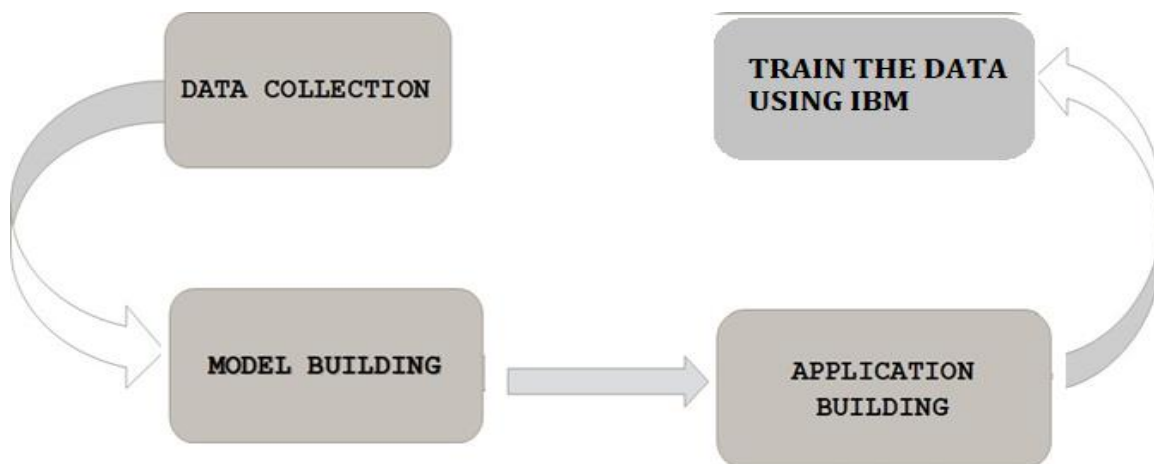 DATA COLLECTION
TRAIN THE DATA
USING IBM
MODEL BUILDING
APPLICATION
BUILDING